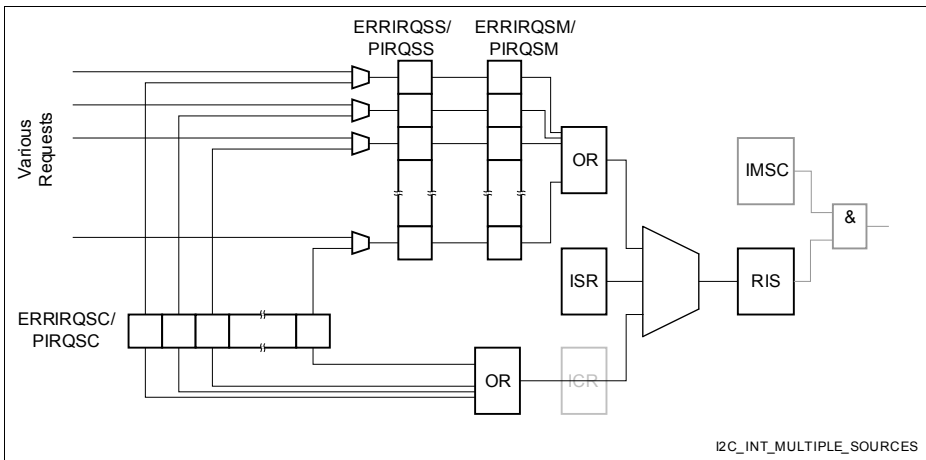 ERRIRQSS/
PIRQSS
ERRIRQSM/
PIRQSM
Various
Requests
OR
IMSC
&
ISR
RIS
ERRIRQSC/
PIRQSC
OR
ICR
I2C_INT_MULTIPLE_SOURCES